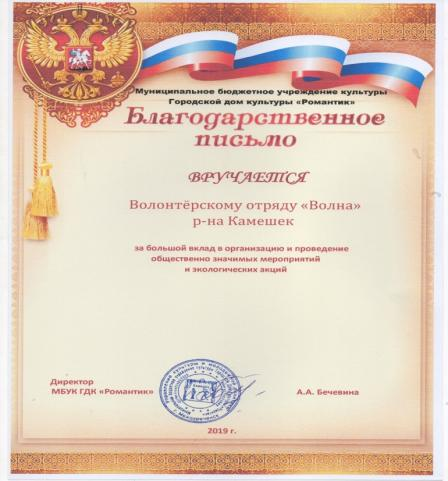 Муниципальное бюджетное учреждение культуры
Городской дом культуры «Романтик»
Благодарственное
письмо
ВРУЧАЕТСЯ
Волонтёрскому отряду «Волна»
р-на Камешек
за большой вклад в организацию и проведение
общественно значимых мероприятий
и экологических акций
Директор
МБУК ГДК «Романтик»
А.А. Бечевина
2019 г.